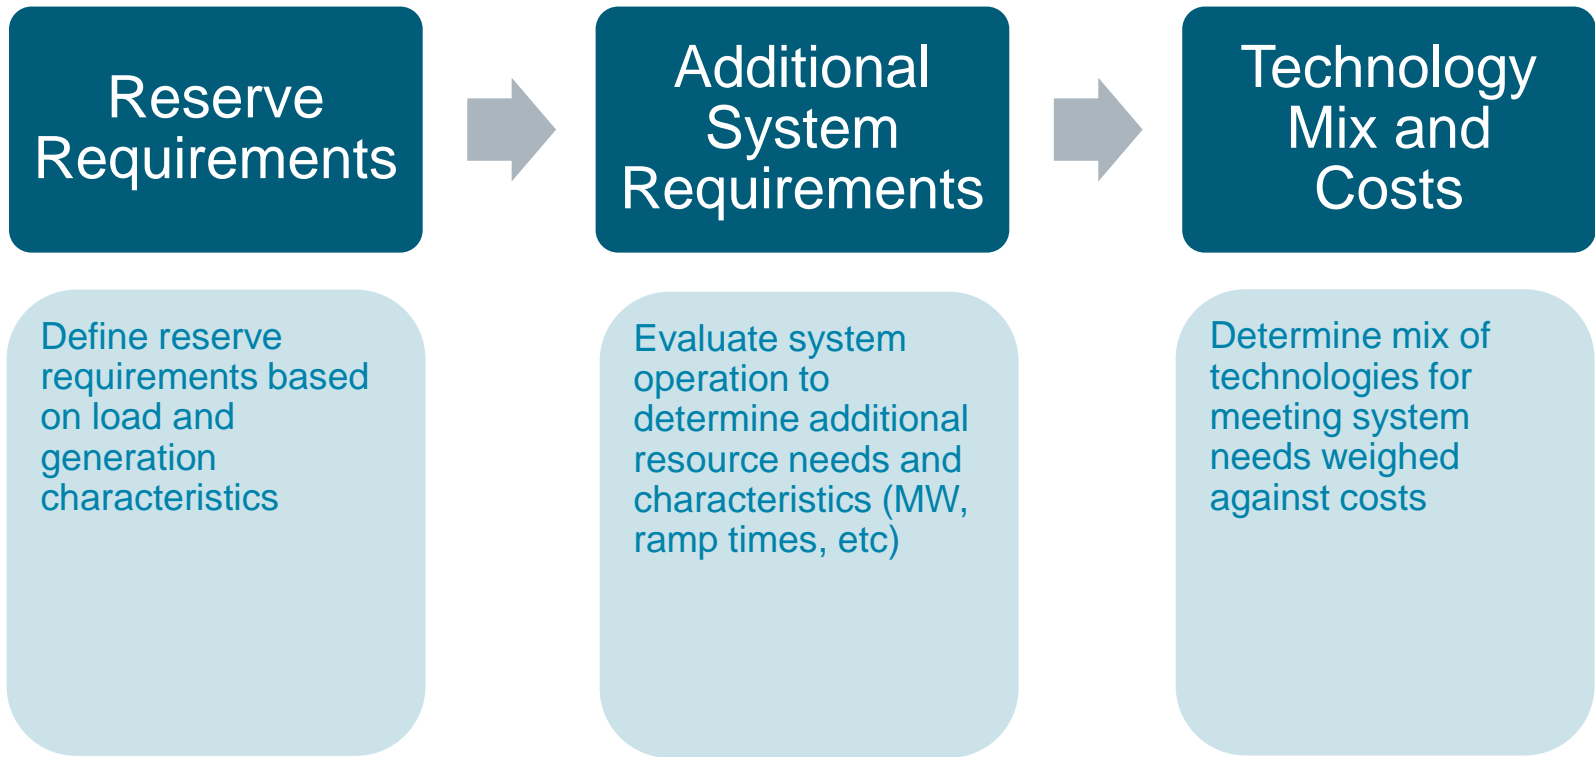 Reserve
Requirements
Additional
System
Requirements
Technology
Mix and
Costs
Define reserve
requirements based
on load and
generation
characteristics
Evaluate system
operation to
determine additional
resource needs and
characteristics (MW,
ramp times, etc)
Determine mix of
technologies for
meeting system
needs weighed
against costs